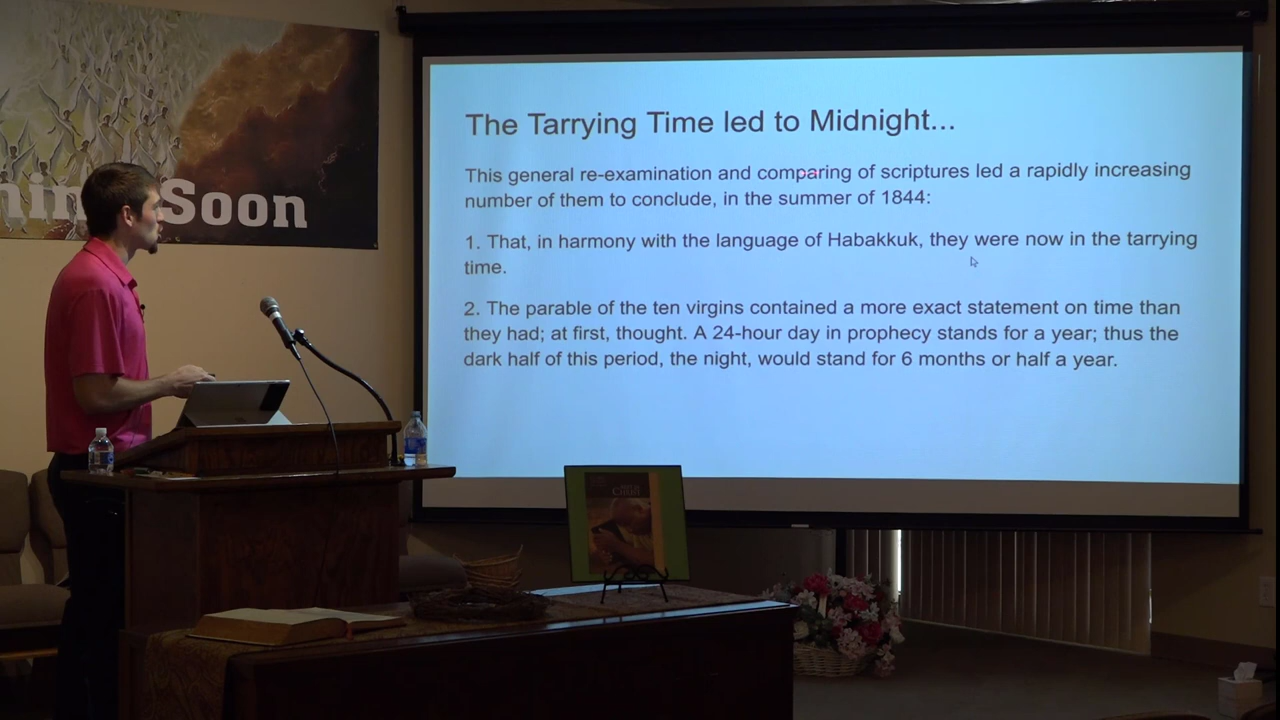 Soon
The Tarrying Time led to Midnight...
This general re-examination and comparing of scriptures led a rapidly increasing
number of them to conclude, in the summer of 1844:
1. That, in harmony with the language of Habakkuk, they were now in the tarrying
time.
2. The parable of the ten virgins contained a more exact statement on time than
they had; at first, thought. A 24-hour day in prophecy stands for a year; thus the
dark half of this period, the night, would stand for 6 months or half a year.
CHRIST